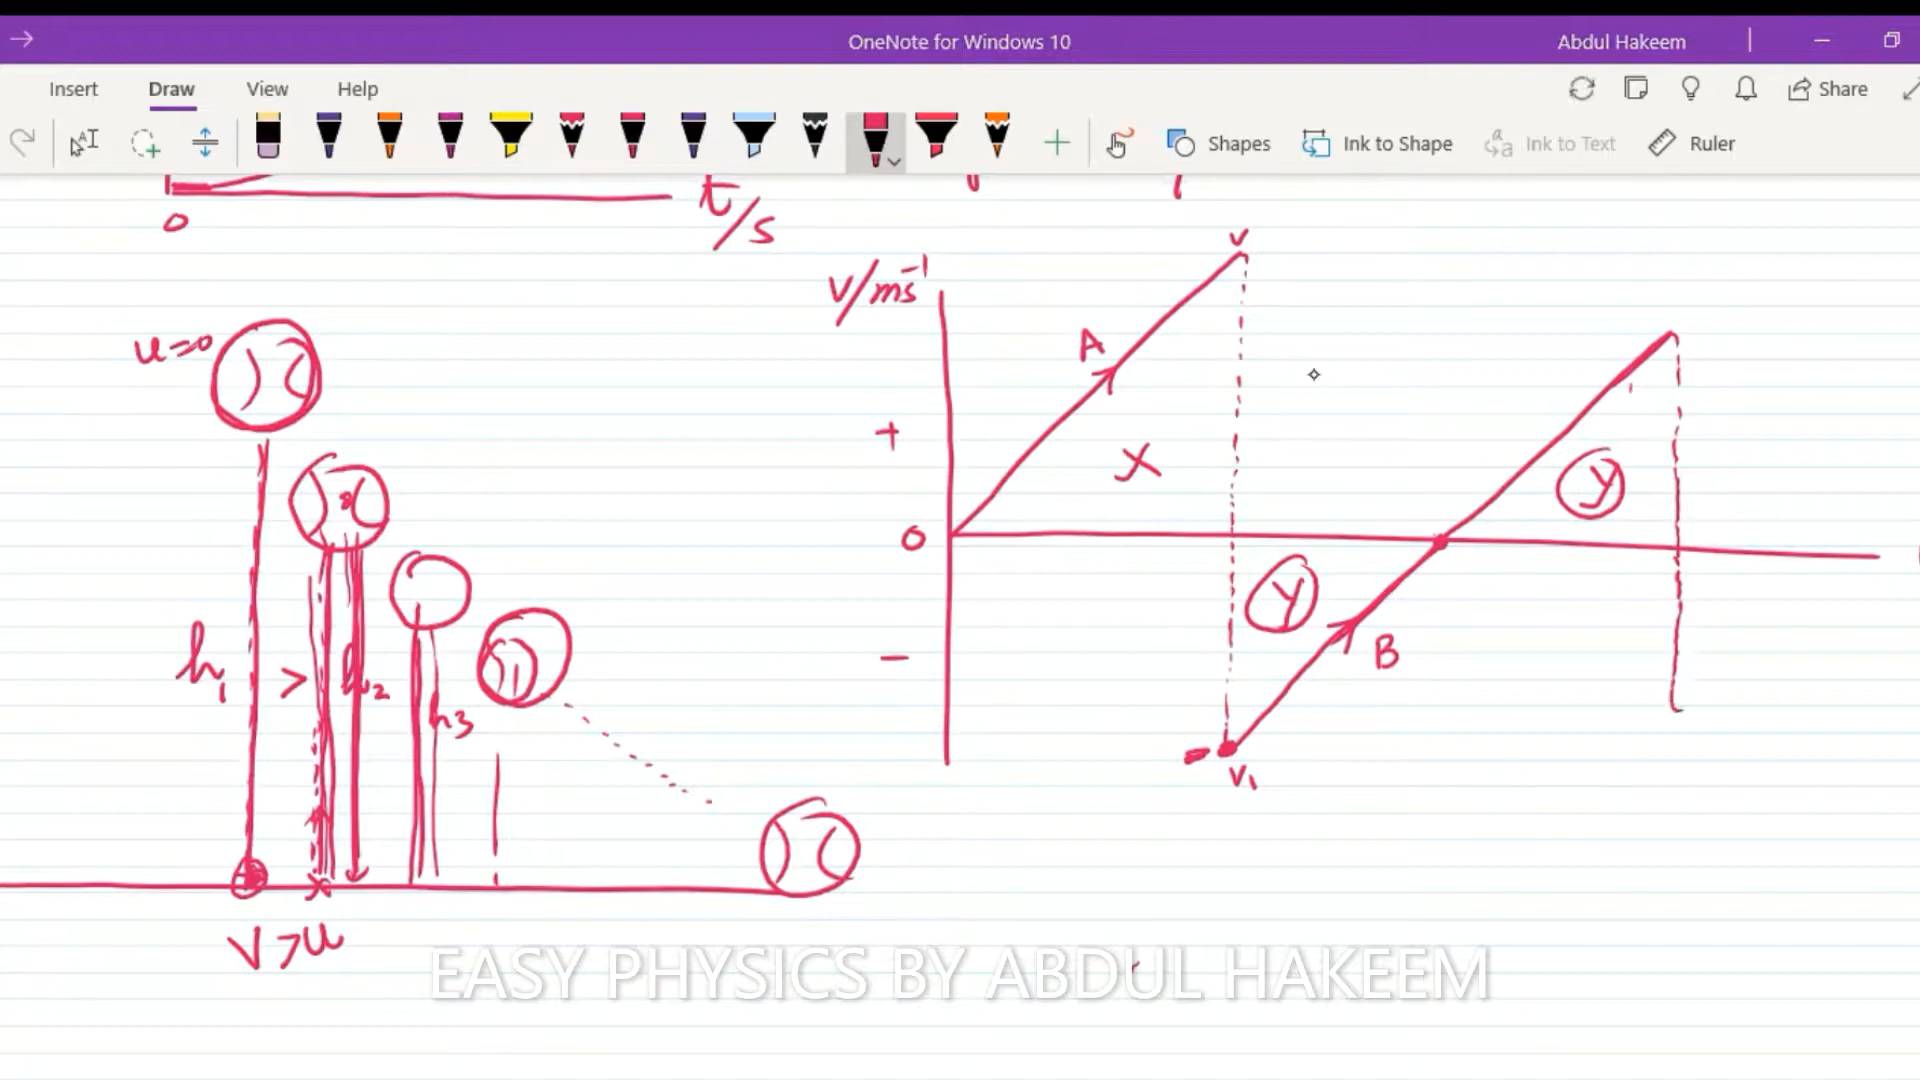 OneNote for Windows 10
Abdul Hakeem
Insert Draw View Help
Share
Shapes Ink to Shape Ink to Text Ruler
0
t/s
V/ms⁻¹
V
A
+
X
0
y
y
-
B
V₁
u=0
h₁ > h₂
h₃
V>u
EASY PHYSICS BY ABDUL HAKEEM